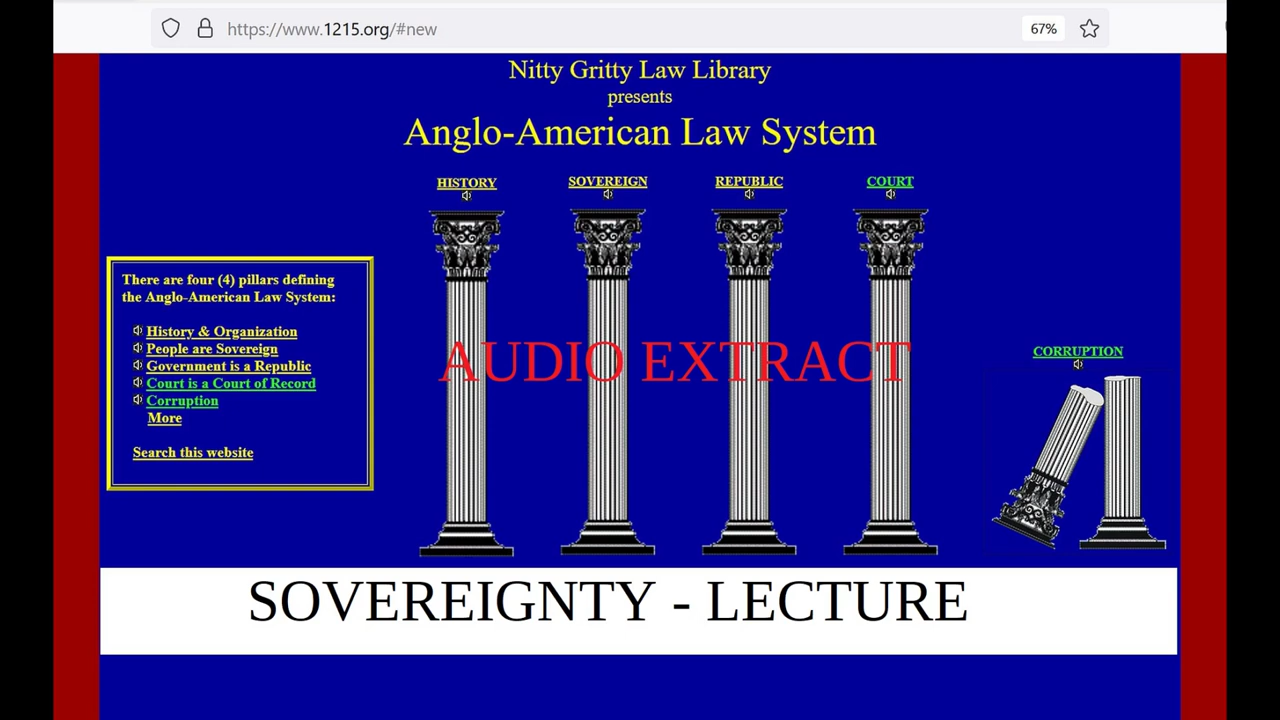 https://www.1215.org/#new
67%
Nitty Gritty Law Library
presents
Anglo-American Law System
HISTORY
SOVEREIGN
REPUBLIC
COURT
There are four (4) pillars defining
the Anglo-American Law System:
History & Organization
People are Sovereign
Government is a Republic
Court is a Court of Record
Corruption
More
Search this website
AUDIO EXTRACT
CORRUPTION
SOVEREIGNTY - LECTURE